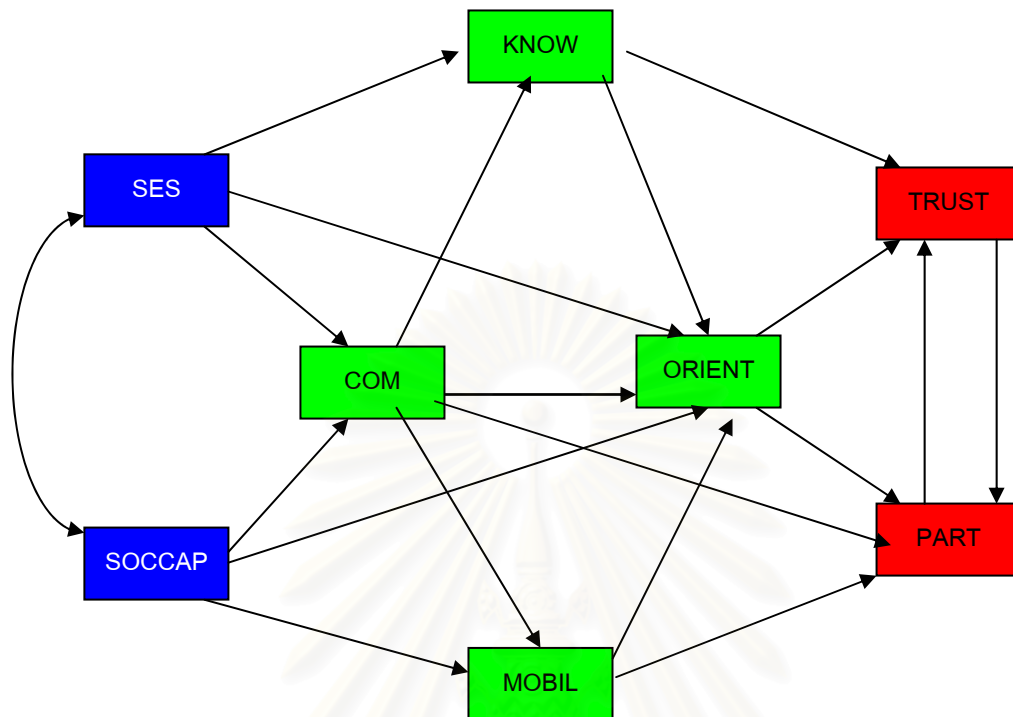 KNOW
SES
TRUST
COM
ORIENT
SOCCAP
PART
MOBIL